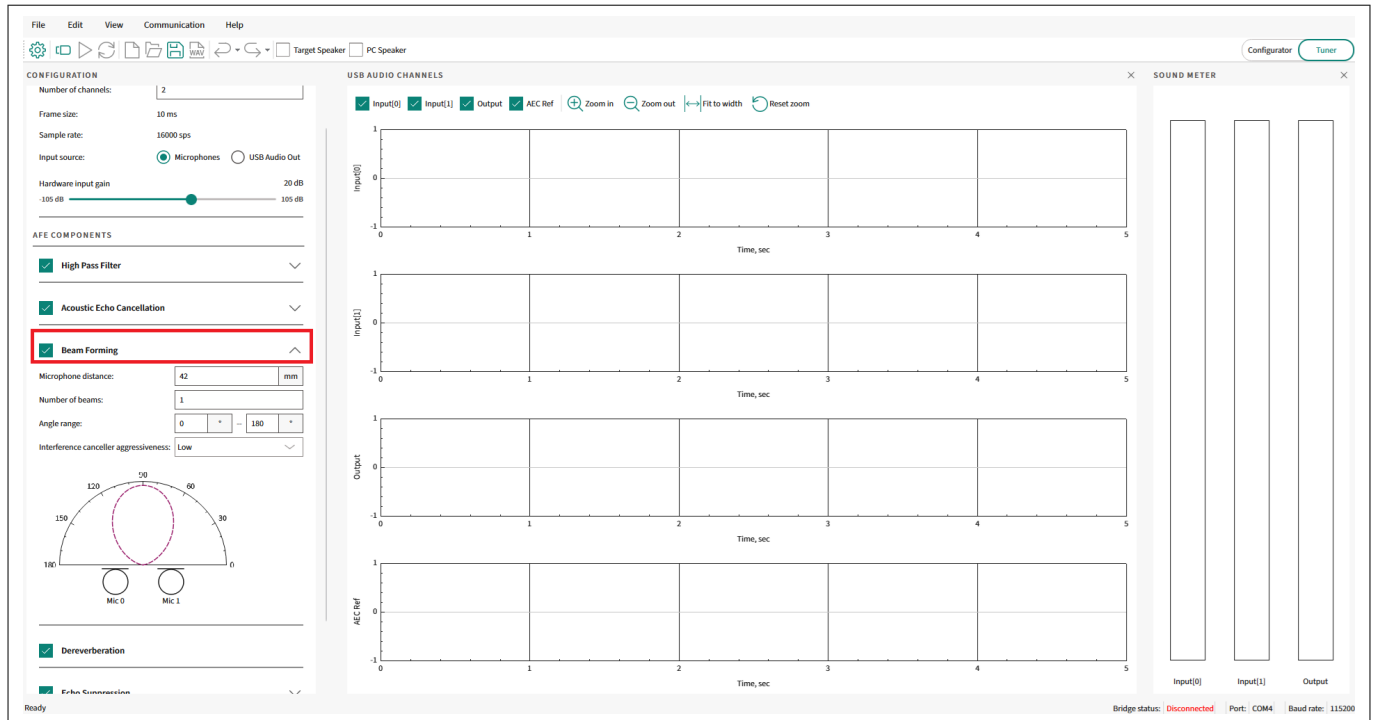 File Edit View Communication Help
WAV Target Speaker PC Speaker Configurator Tuner
CONFIGURATION
Number of channels: 2
Frame size: 10 ms
Sample rate: 16000 sps
Input source: Microphones USB Audio Out
Hardware input gain 20 dB
-105 dB 105 dB
AFE COMPONENTS
High Pass Filter
Acoustic Echo Cancellation
Beam Forming
Microphone distance: 42 mm
Number of beams: 1
Angle range: 0 ° – 180 °
Interference canceller aggressiveness: Low
90
120 60
150 30
180 0
Mic 0 Mic 1
Dereverberation
Echo Suppression
USB AUDIO CHANNELS
Input[0] Input[1] Output AEC Ref Zoom in Zoom out Fit to width Reset zoom
1
Input[0]
0
-1
0 1 2 3 4 5
Time, sec
1
Input[1]
0
-1
0 1 2 3 4 5
Time, sec
1
Output
0
-1
0 1 2 3 4 5
Time, sec
1
AEC Ref
0
-1
0 1 2 3 4 5
Time, sec
SOUND METER
Input[0] Input[1] Output
Ready Bridge status: Disconnected Port: COM4 Baud rate: 115200